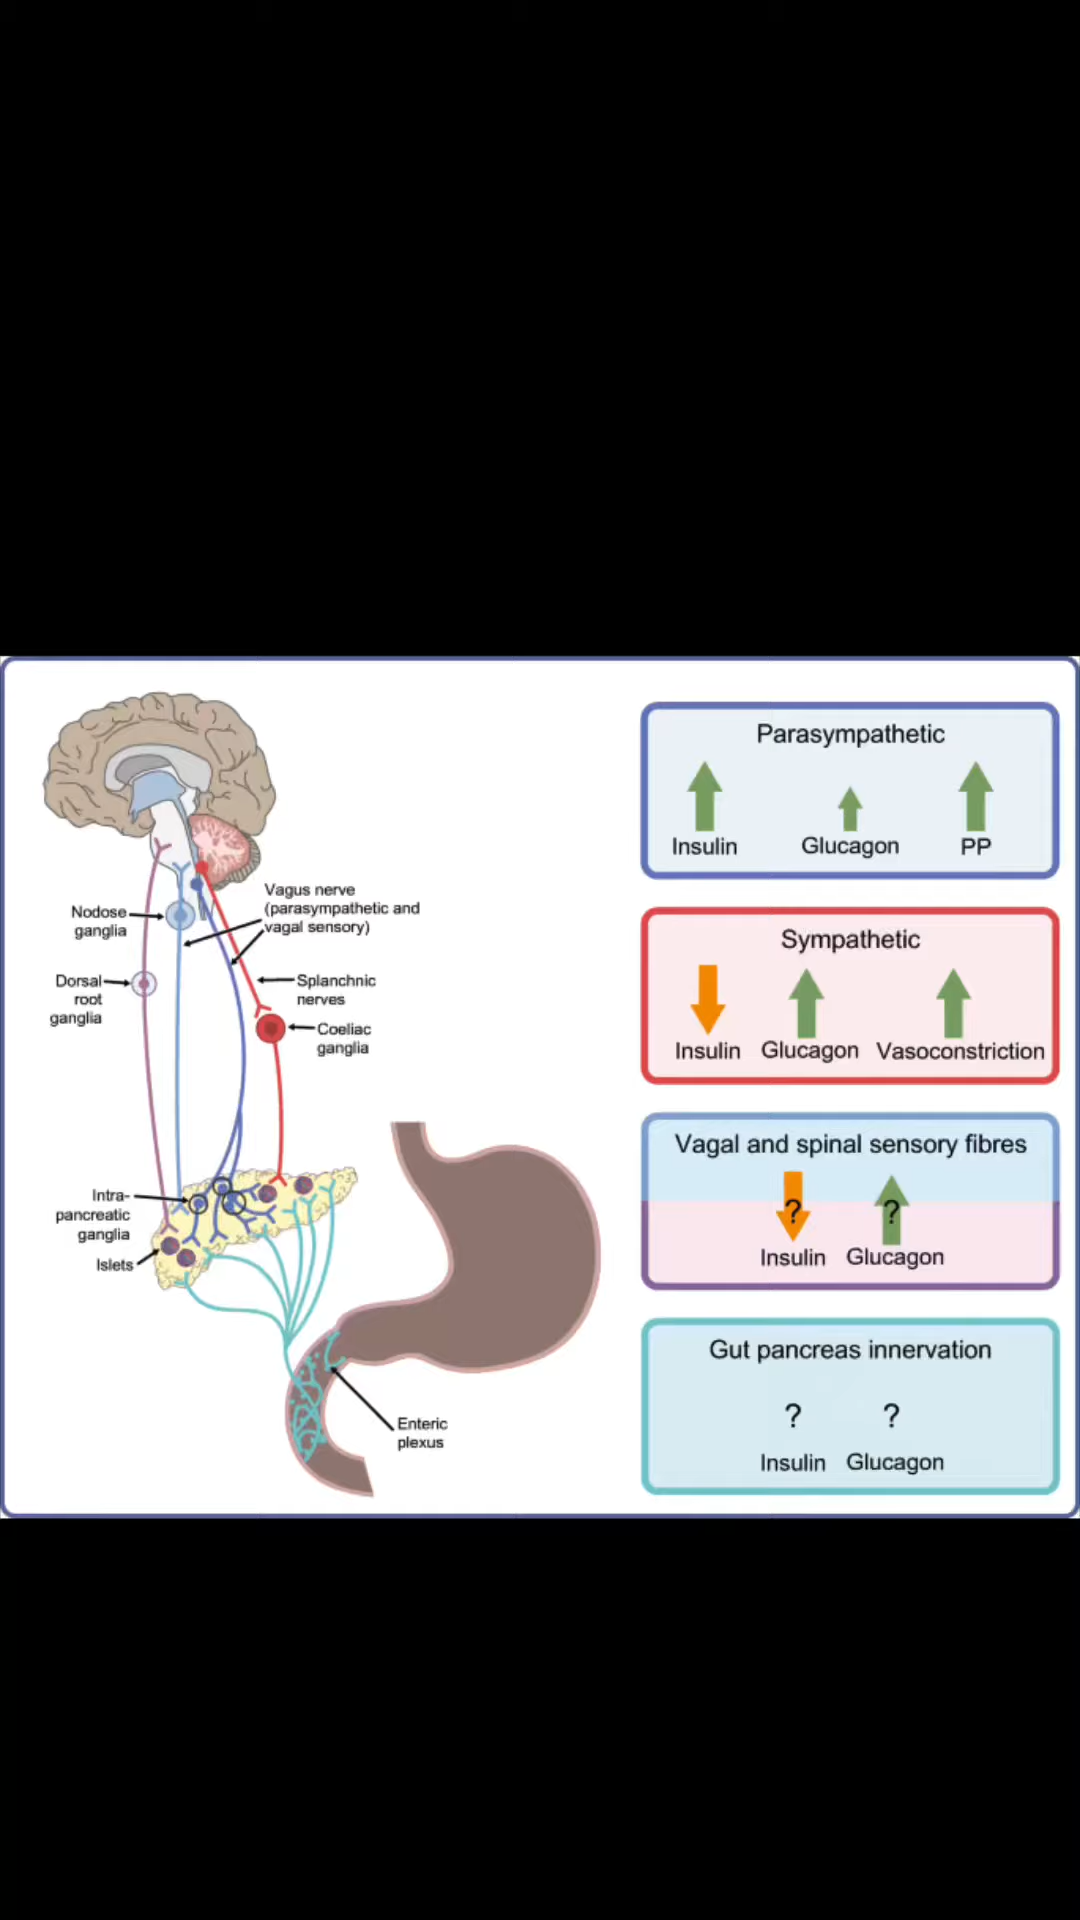 Vagus nerve
(parasympathetic and
vagal sensory)
Nodose
ganglia
Dorsal
root
ganglia
Splanchnic
nerves
Coeliac
ganglia
Intra-
pancreatic
ganglia
Islets
Enteric
plexus
Parasympathetic
Insulin Glucagon PP
Sympathetic
Insulin Glucagon Vasoconstriction
Vagal and spinal sensory fibres
? ?
Insulin Glucagon
Gut pancreas innervation
? ?
Insulin Glucagon